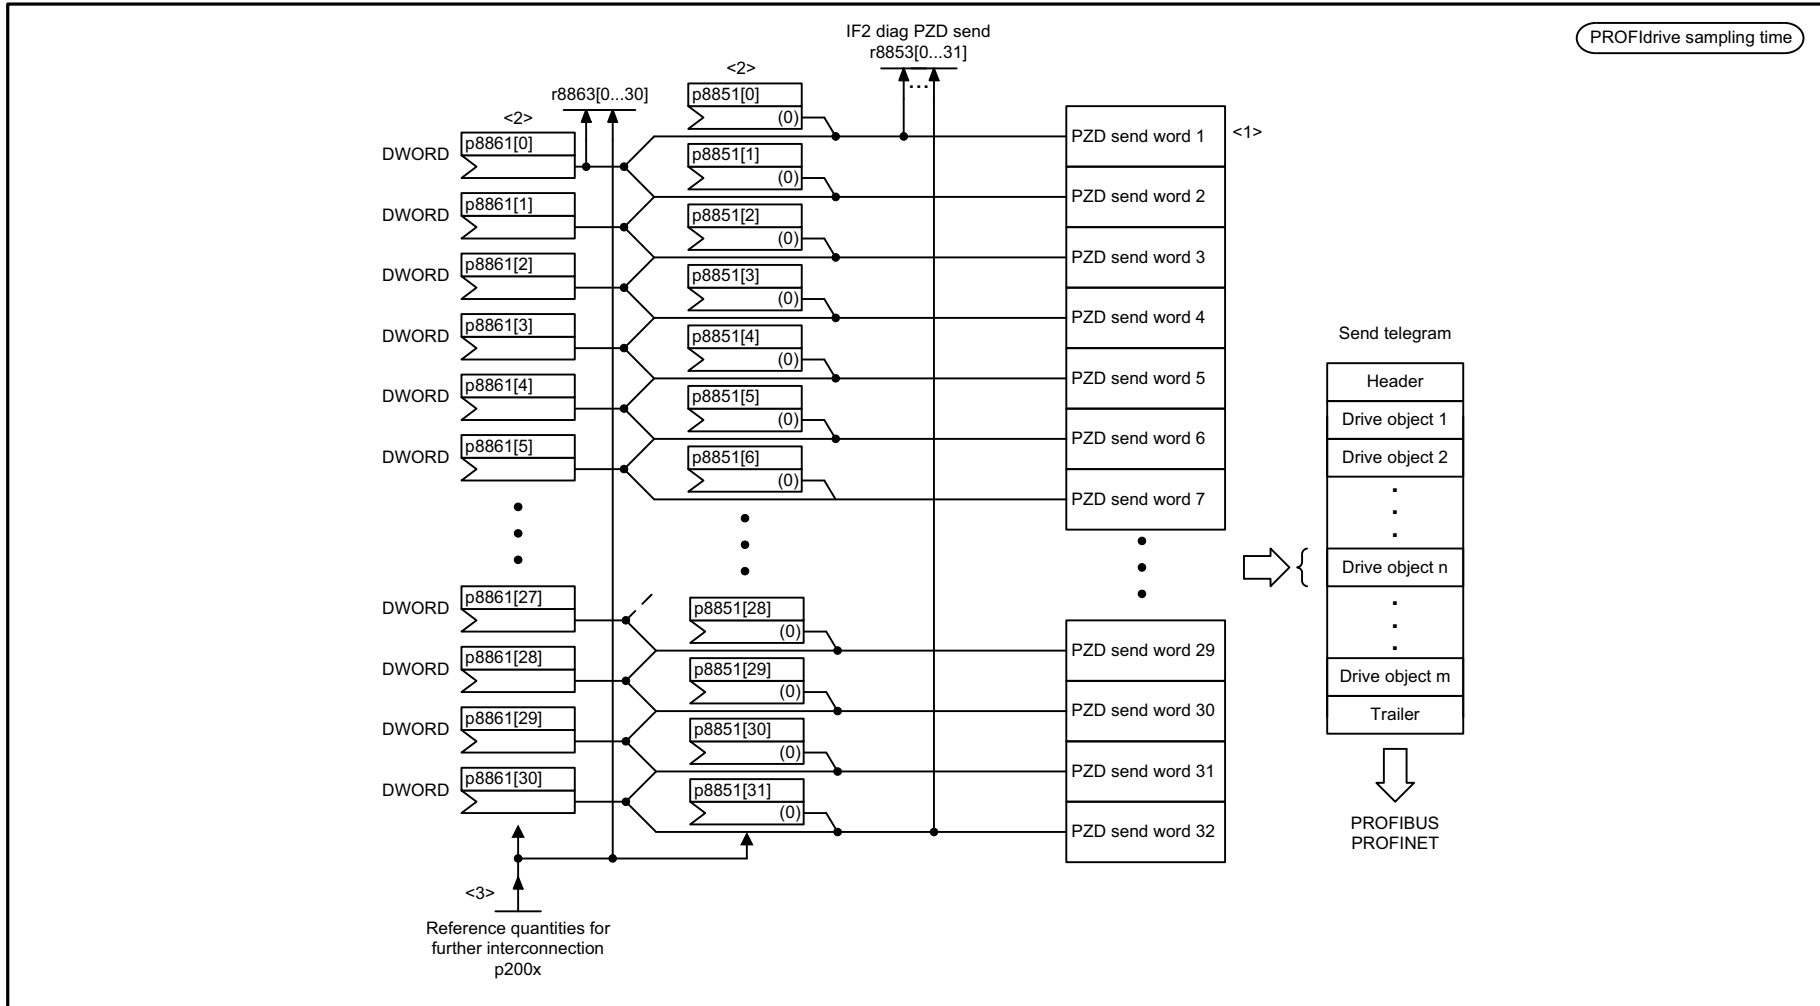 PROFIdrive sampling time
IF2 diag PZD send
r8853[0...31]
...
<2>
r8863[0...30]
<2>
p8851[0]
(0)
DWORD
p8861[0]
PZD send word 1
<1>
p8851[1]
(0)
DWORD
p8861[1]
PZD send word 2
p8851[2]
(0)
DWORD
p8861[2]
PZD send word 3
p8851[3]
(0)
DWORD
p8861[3]
PZD send word 4
p8851[4]
(0)
DWORD
p8861[4]
PZD send word 5
p8851[5]
(0)
DWORD
p8861[5]
PZD send word 6
p8851[6]
(0)
PZD send word 7
DWORD
p8861[27]
p8851[28]
(0)
PZD send word 29
DWORD
p8861[28]
p8851[29]
(0)
PZD send word 30
DWORD
p8861[29]
p8851[30]
(0)
PZD send word 31
DWORD
p8861[30]
p8851[31]
(0)
PZD send word 32
<3>
Reference quantities for
further interconnection
p200x
Send telegram
Header
Drive object 1
Drive object 2
Drive object n
{
Drive object m
Trailer
PROFIBUS
PROFINET